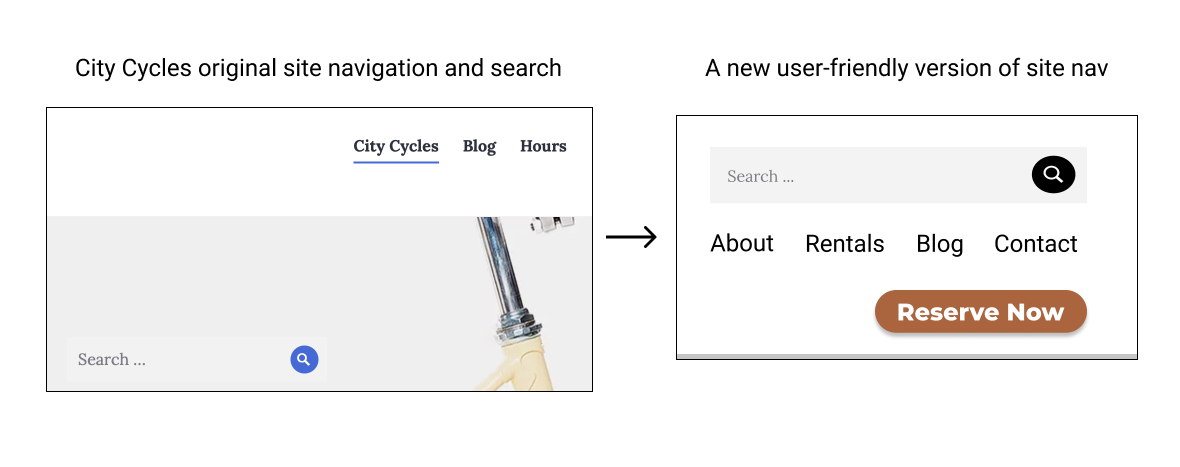 City Cycles original site navigation and search
A new user-friendly version of site nav
City Cycles Blog Hours
Search ...
Search ...
About Rentals Blog Contact
Reserve Now